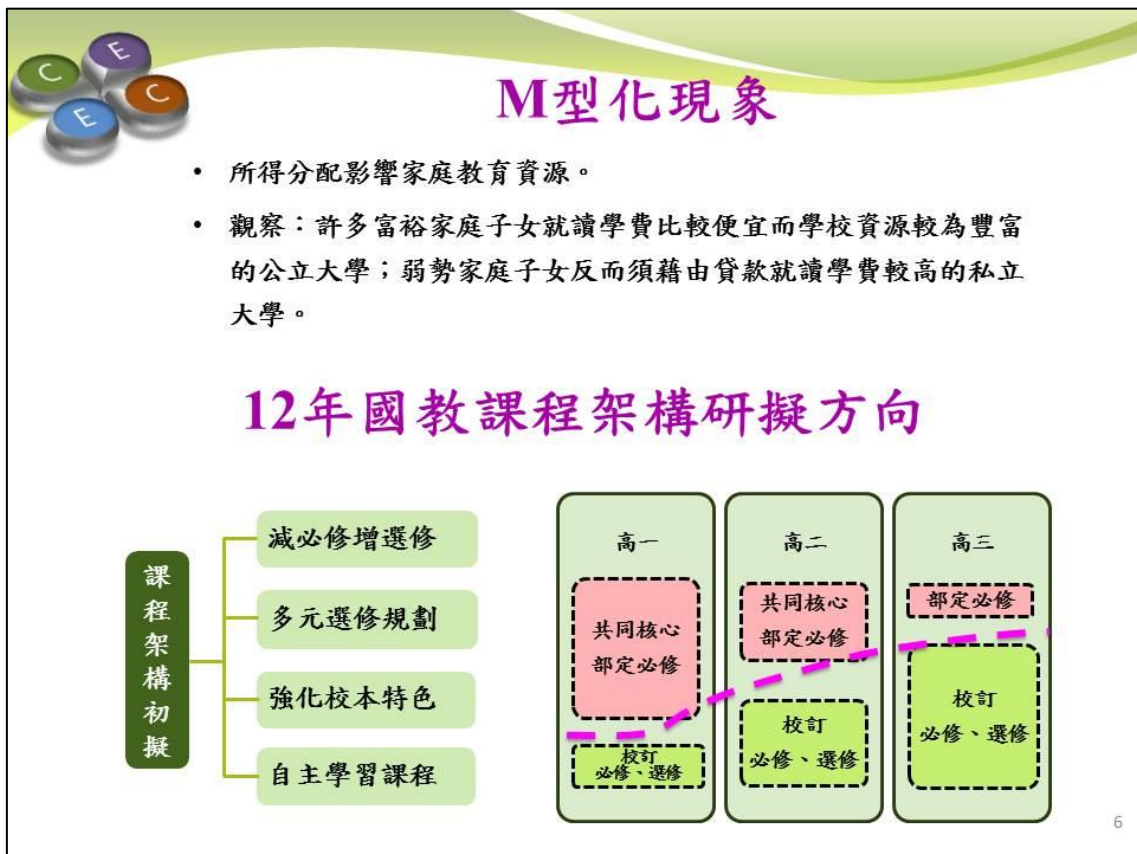 C E E C
M型化現象
• 所得分配影響家庭教育資源。
• 觀察：許多富裕家庭子女就讀學費比較便宜而學校資源較為豐富
的公立大學；弱勢家庭子女反而須藉由貸款就讀學費較高的私立
大學。
12年國教課程架構研擬方向
課程架構初擬
減必修增選修
多元選修規劃
強化校本特色
自主學習課程
高一
共同核心
部定必修
校訂
必修、選修
高二
共同核心
部定必修
校訂
必修、選修
高三
部定必修
校訂
必修、選修
6